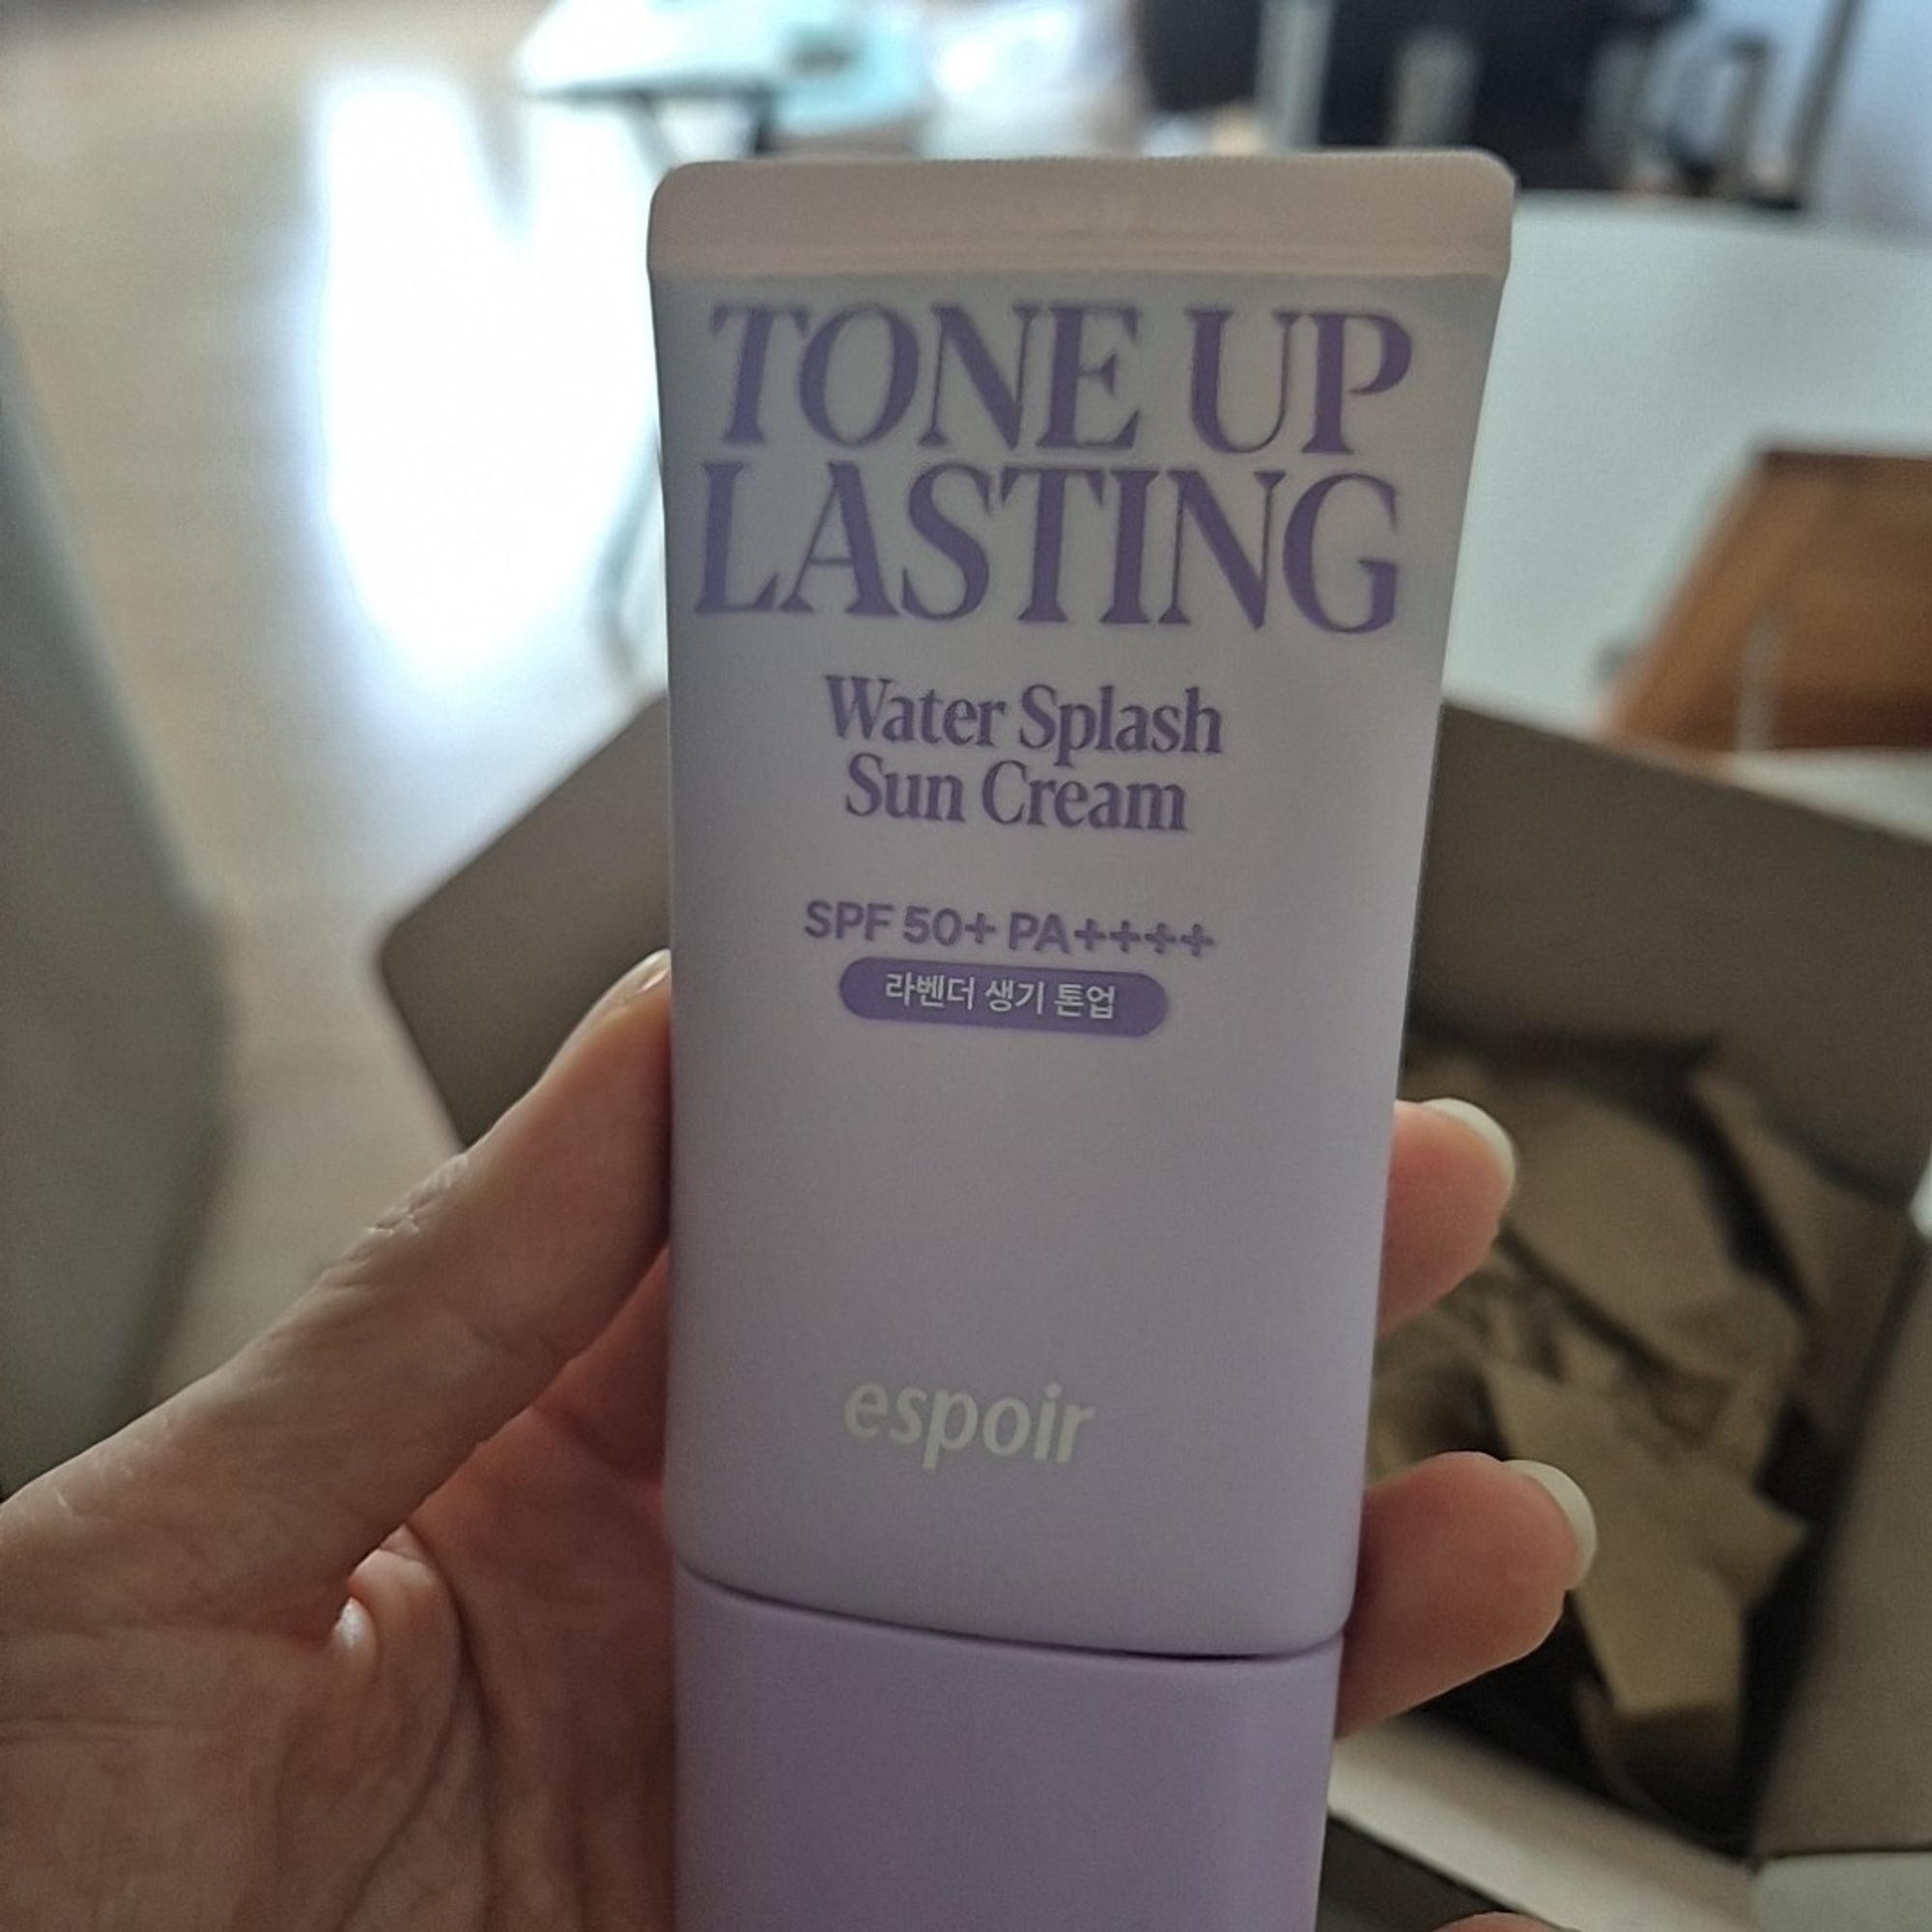 TONE UP
LASTING
Water Splash
Sun Cream
SPF 50+ PA++++
라벤더 생기 톤업
espoir